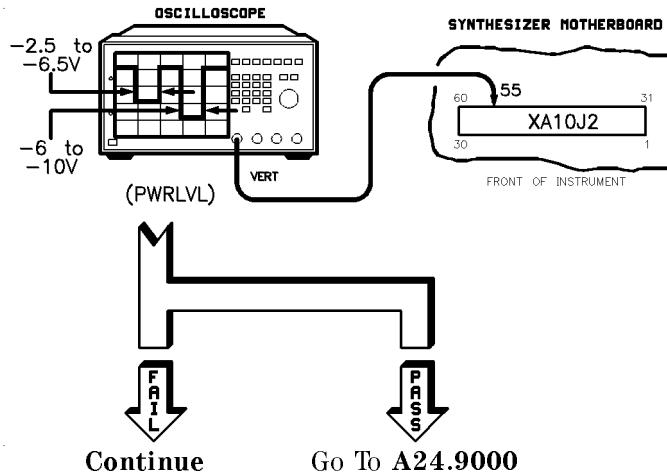 OSCILLOSCOPE
SYNTHESIZER MOTHERBOARD
-2.5 to
-6.5V
-6 to
-10V
VERT
(PWRLVL)
55
60
31
XA10J2
30
1
FRONT OF INSTRUMENT
FAIL
PASS
Continue
Go To A24.9000